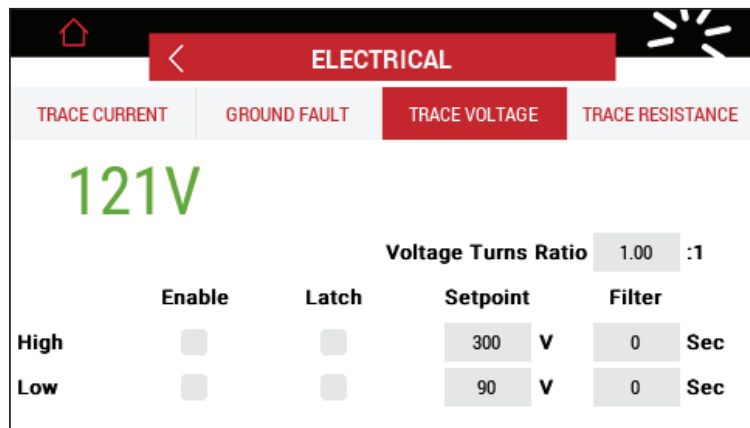 ELECTRICAL
TRACE CURRENT GROUND FAULT TRACE VOLTAGE TRACE RESISTANCE
121V
Voltage Turns Ratio 1.00 :1
Enable Latch Setpoint Filter
High 300 V 0 Sec
Low 90 V 0 Sec